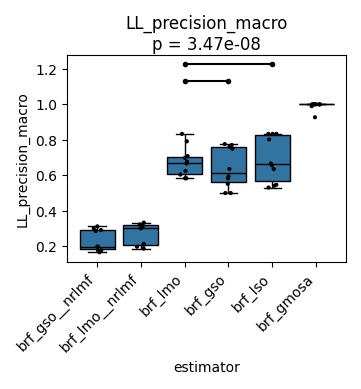 LL_precision_macro
p = 3.47e-08
LL_precision_macro
1.2
1.0
0.8
0.6
0.4
0.2
brf_gso__nrlmf
brf_lmo__nrlmf
brf_lmo
brf_gso
brf_lso
brf_gmosa
estimator